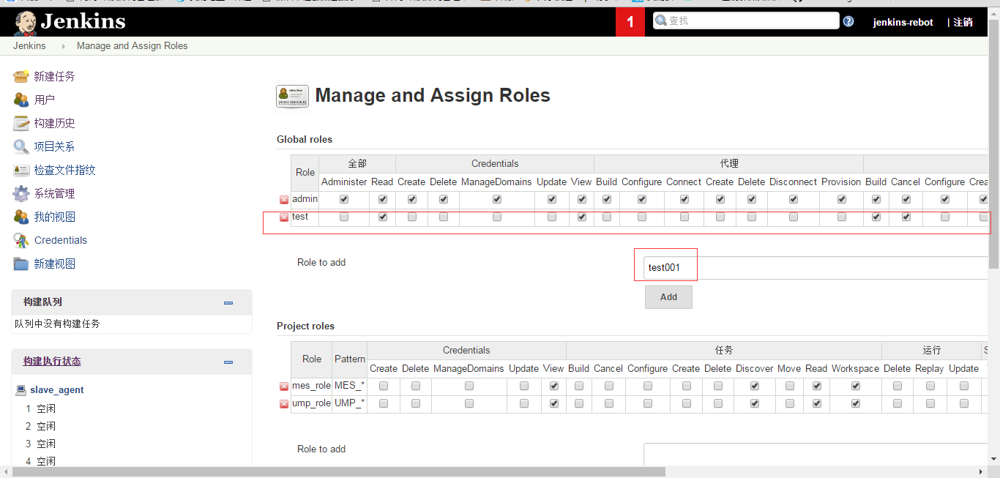 Jenkins
1
查找
jenkins-rebot
| 注销
Jenkins
Manage and Assign Roles
新建任务
用户
构建历史
项目关系
检查文件指纹
系统管理
我的视图
Credentials
新建视图
构建队列
队列中没有构建任务
构建执行状态
slave_agent
1 空闲
2 空闲
3 空闲
4 空闲
Manage and Assign Roles
Global roles
Role 全部 Credentials 代理
Administer Read Create Delete ManageDomains Update View Build Configure Connect Create Delete Disconnect Provision Build Cancel Configure Crea
admin
test
Role to add
test001
Add
Project roles
Role Pattern Credentials 任务 运行 S
Create Delete ManageDomains Update View Build Cancel Configure Create Delete Discover Move Read Workspace Delete Replay Update
mes_role MES_*
ump_role UMP_*
Role to add